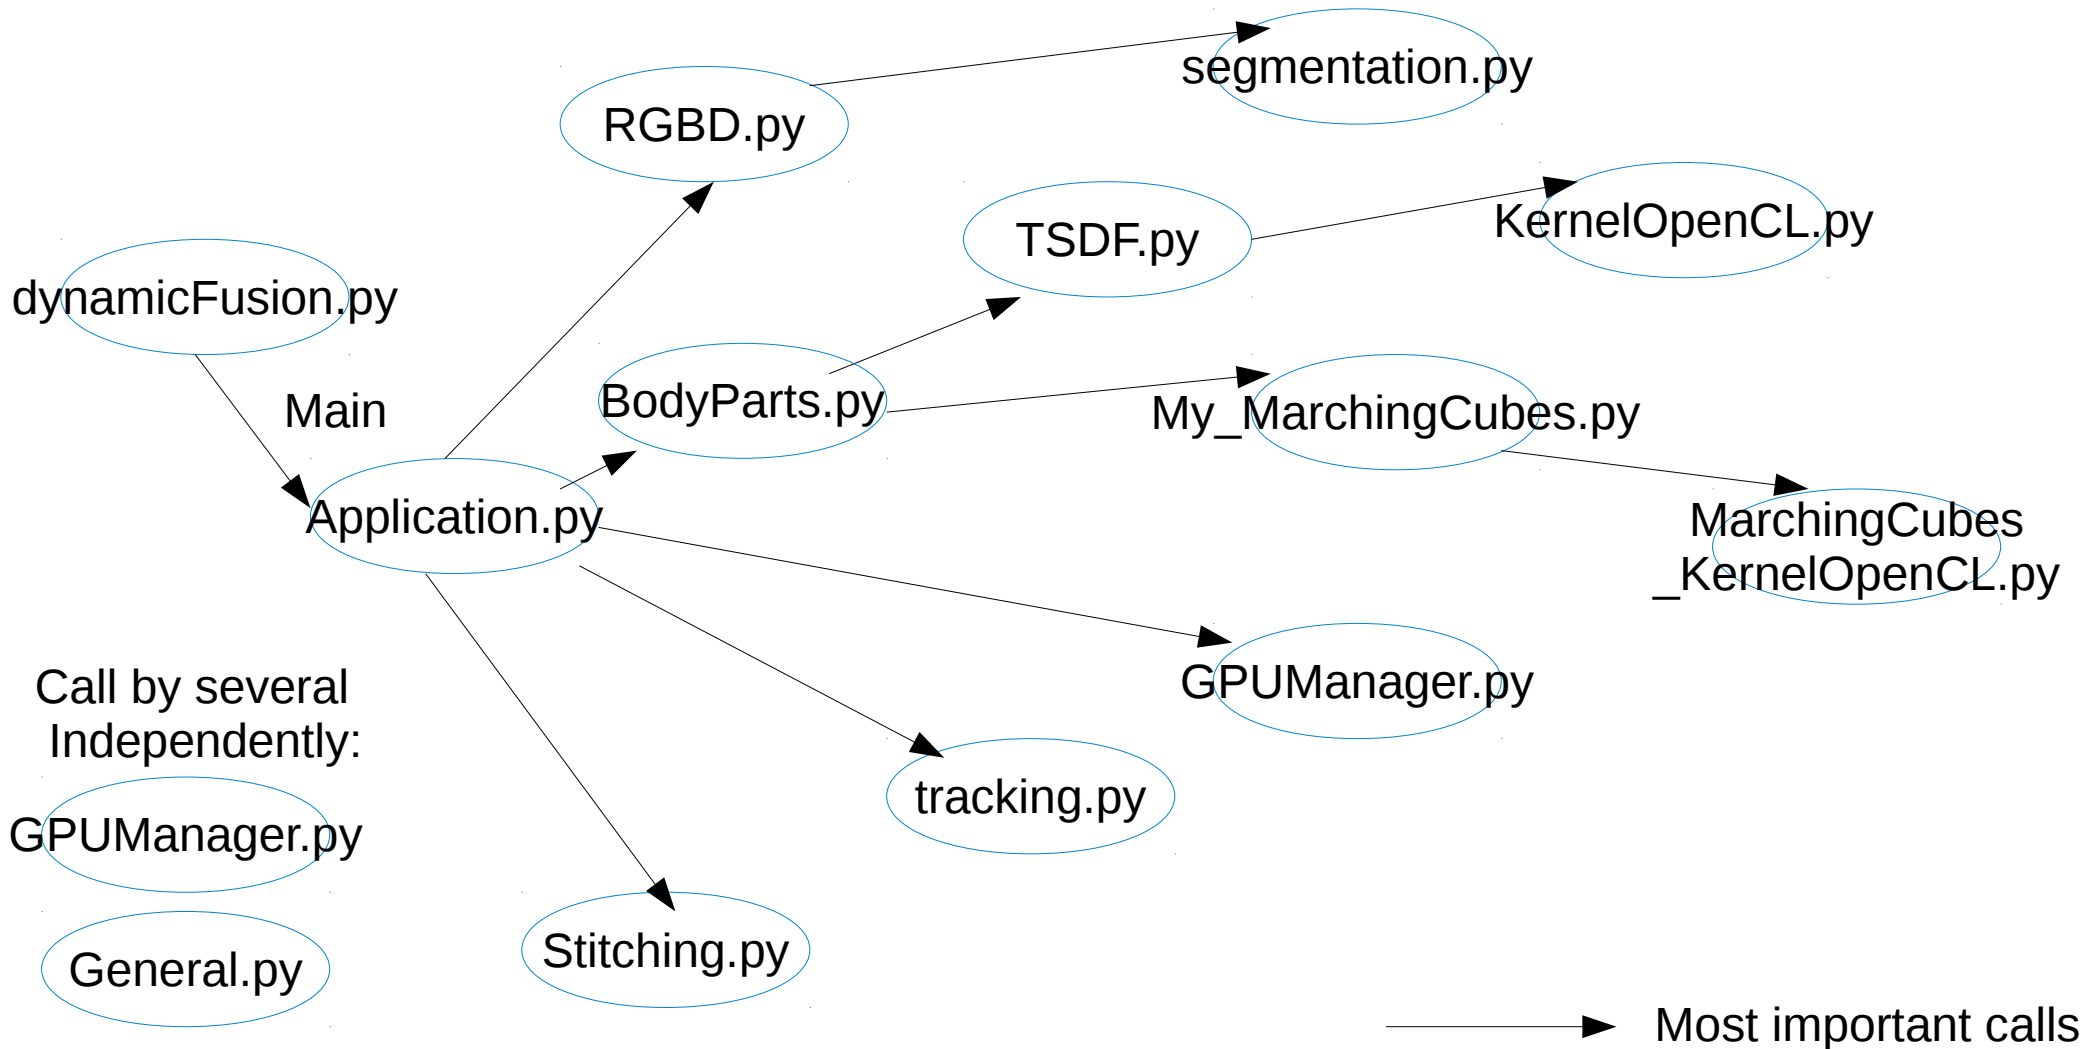 segmentation.py
RGBD.py
KernelOpenCL.py
TSDF.py
dynamicFusion.py
Main
BodyParts.py
My_MarchingCubes.py
Application.py
MarchingCubes
_KernelOpenCL.py
GPUManager.py
Call by several
Independently:
tracking.py
GPUManager.py
Stitching.py
General.py
Most important calls